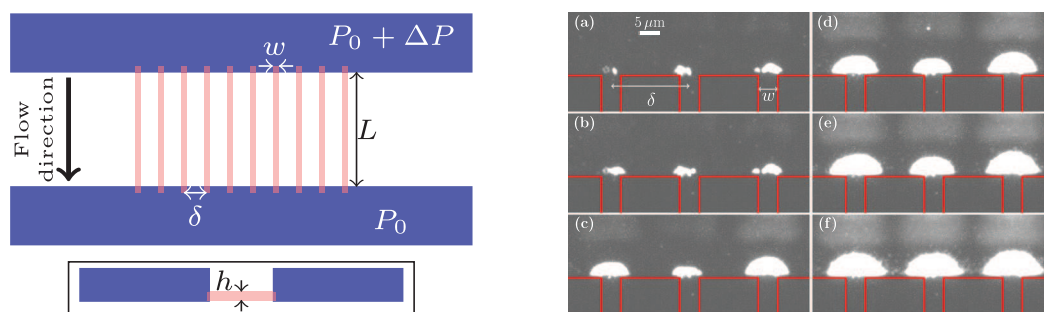 P₀ + ΔP
w
Flow
direction
L
δ
P₀
h
(a)
5 μm
δ
w
(b)
(c)
(d)
(e)
(f)